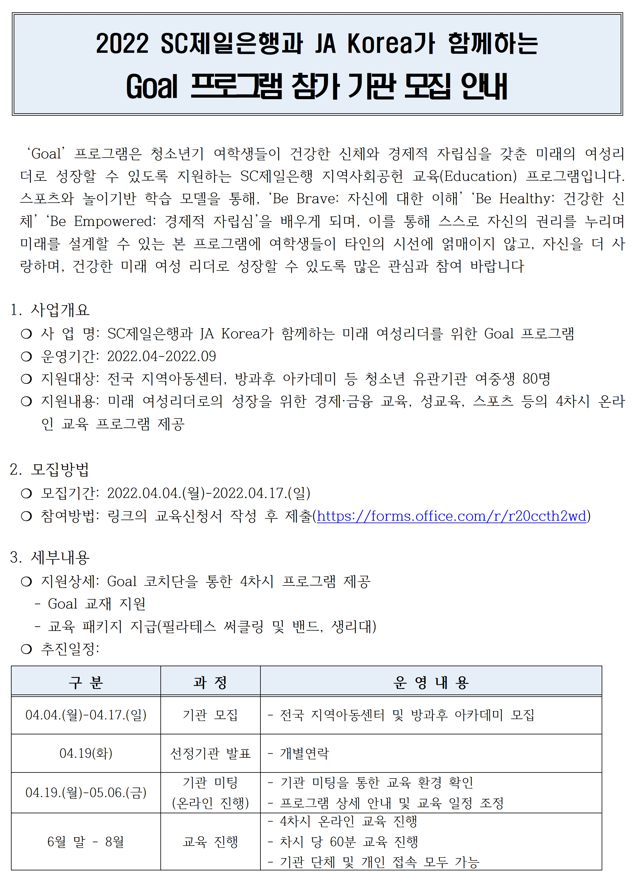 2022 SC제일은행과 JA Korea가 함께하는
Goal 프로그램 참가 기관 모집 안내
‘Goal’ 프로그램은 청소년기 여학생들이 건강한 신체와 경제적 자립심을 갖춘 미래의 여성리
더로 성장할 수 있도록 지원하는 SC제일은행 지역사회공헌 교육(Education) 프로그램입니다.
스포츠와 놀이기반 학습 모델을 통해, ‘Be Brave: 자신에 대한 이해’ ‘Be Healthy: 건강한 신
체’ ‘Be Empowered: 경제적 자립심’을 배우게 되며, 이를 통해 스스로 자신의 권리를 누리며
미래를 설계할 수 있는 본 프로그램에 여학생들이 타인의 시선에 얽매이지 않고, 자신을 더 사
랑하며, 건강한 미래 여성 리더로 성장할 수 있도록 많은 관심과 참여 바랍니다
1. 사업개요
❍ 사 업 명: SC제일은행과 JA Korea가 함께하는 미래 여성리더를 위한 Goal 프로그램
❍ 운영기간: 2022.04-2022.09
❍ 지원대상: 전국 지역아동센터, 방과후 아카데미 등 청소년 유관기관 여중생 80명
❍ 지원내용: 미래 여성리더로의 성장을 위한 경제·금융 교육, 성교육, 스포츠 등의 4차시 온라
인 교육 프로그램 제공
2. 모집방법
❍ 모집기간: 2022.04.04.(월)-2022.04.17.(일)
❍ 참여방법: 링크의 교육신청서 작성 후 제출(https://forms.office.com/r/r20ccth2wd)
3. 세부내용
❍ 지원상세: Goal 코치단을 통한 4차시 프로그램 제공
- Goal 교재 지원
- 교육 패키지 지급(필라테스 써클링 및 밴드, 생리대)
❍ 추진일정:
구 분 과 정 운 영 내 용
04.04.(월)-04.17.(일) 기관 모집 - 전국 지역아동센터 및 방과후 아카데미 모집
04.19(화) 선정기관 발표 - 개별연락
04.19.(월)-05.06.(금) 기관 미팅 (온라인 진행) - 기관 미팅을 통한 교육 환경 확인
- 프로그램 상세 안내 및 교육 일정 조정
6월 말 - 8월 교육 진행 - 4차시 온라인 교육 진행
- 차시 당 60분 교육 진행
- 기관 단체 및 개인 접속 모두 가능